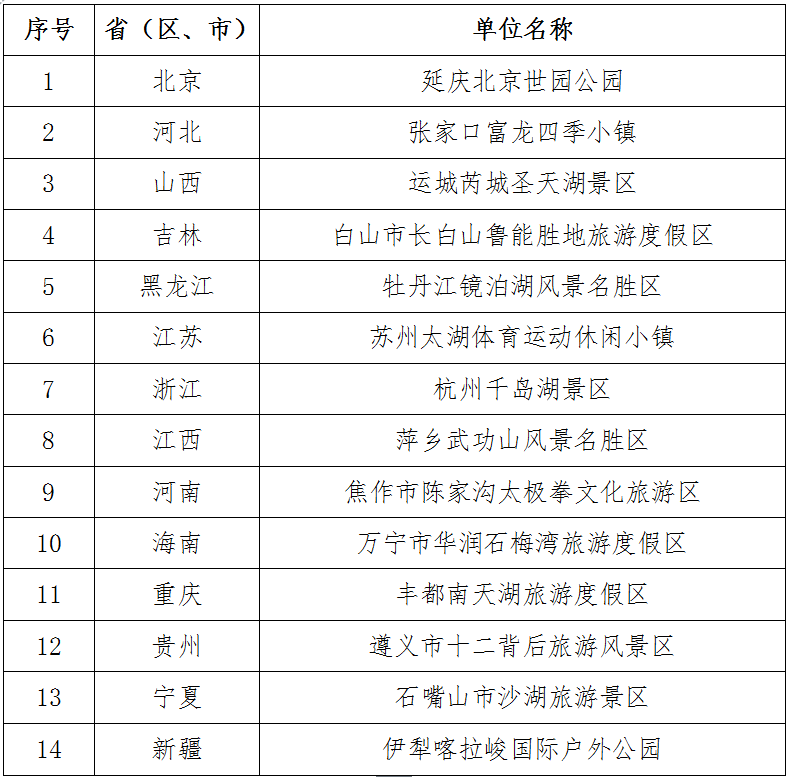 序号 省（区、市） 单位名称
1 北京 延庆北京世园公园
2 河北 张家口富龙四季小镇
3 山西 运城芮城圣天湖景区
4 吉林 白山市长白山鲁能胜地旅游度假区
5 黑龙江 牡丹江镜泊湖风景名胜区
6 江苏 苏州太湖体育运动休闲小镇
7 浙江 杭州千岛湖景区
8 江西 萍乡武功山风景名胜区
9 河南 焦作市陈家沟太极拳文化旅游区
10 海南 万宁市华润石梅湾旅游度假区
11 重庆 丰都南天湖旅游度假区
12 贵州 遵义市十二背后旅游风景区
13 宁夏 石嘴山市沙湖旅游景区
14 新疆 伊犁喀拉峻国际户外公园